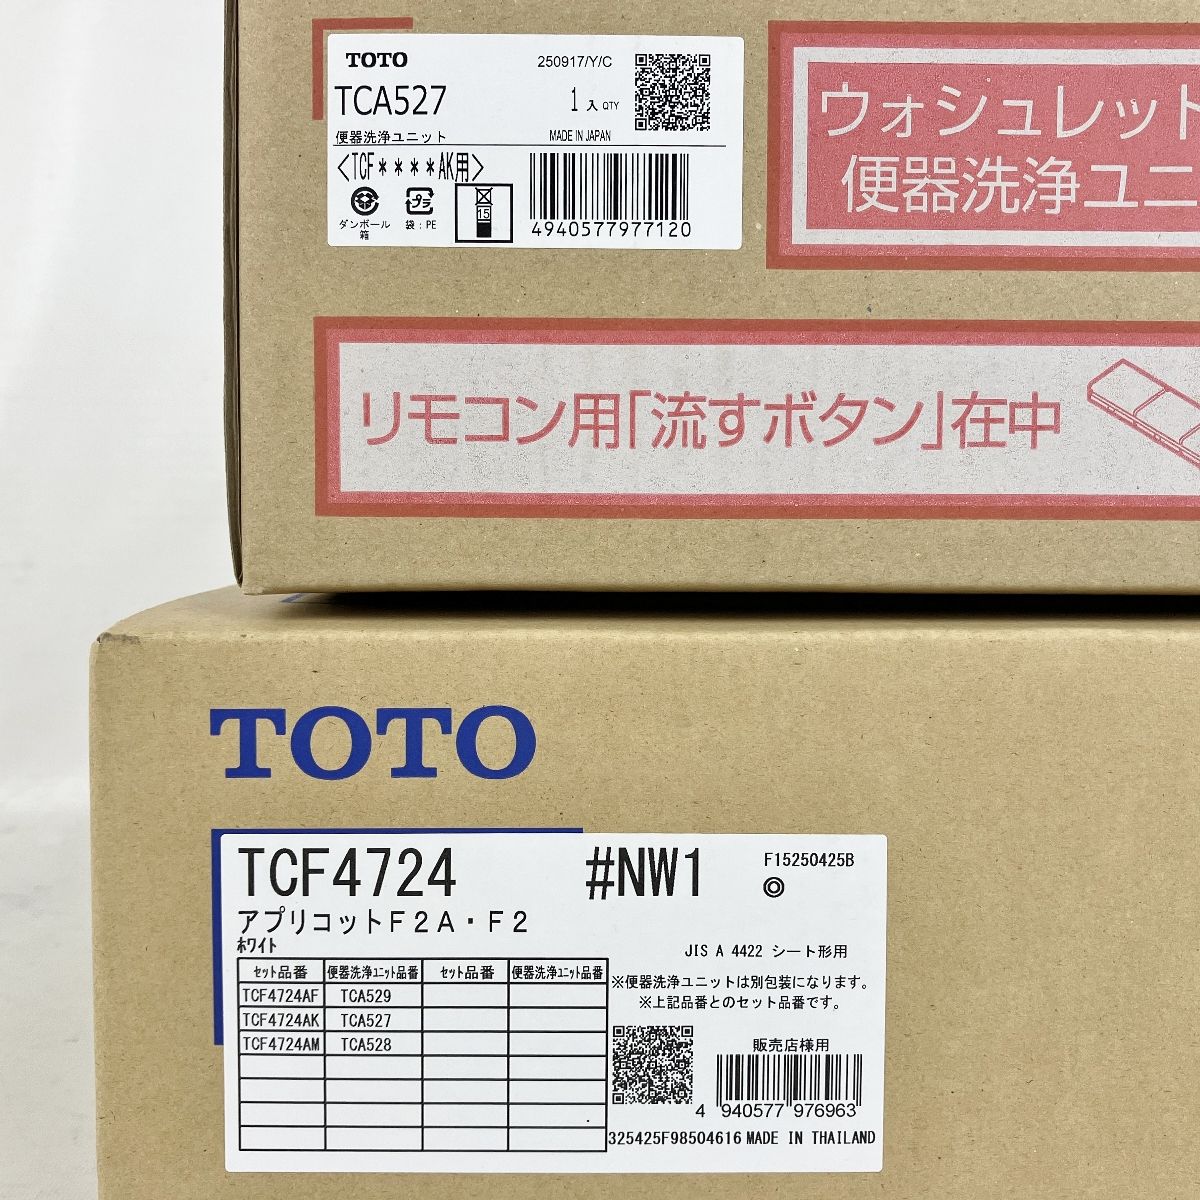 TOTO
250917/Y/C
TCA527
1 入 QTY
便器洗浄ユニット
MADE IN JAPAN
<TCF****AK用>
ダンボール
箱
プラ
袋：PE
15
4940577977120
ウォシュレット
便器洗浄ユニ
リモコン用「流すボタン」在中
TOTO
TCF4724
#NW1
F15250425B
◎
アプリコットF2A・F2
ホワイト
JIS A 4422 シート形用
セット品番 便器洗浄ユニット品番 セット品番 便器洗浄ユニット品番
TCF4724AF TCA529
TCF4724AK TCA527
TCF4724AM TCA528
※便器洗浄ユニットは別包装になります。
※上記品番とのセット品番です。
販売店様用
4 940577 976963
325425F98504616 MADE IN THAILAND